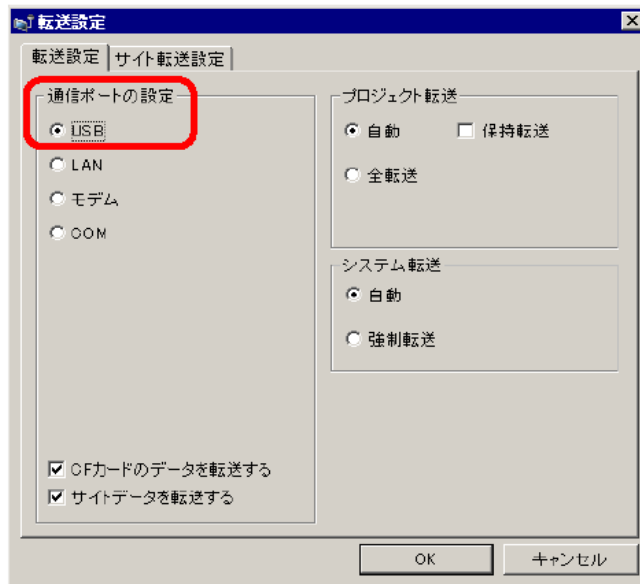 転送設定
転送設定 サイト転送設定
通信ポートの設定
USB
LAN
モデム
COM
CFカードのデータを転送する
サイトデータを転送する
プロジェクト転送
自動 保持転送
全転送
システム転送
自動
強制転送
OK キャンセル